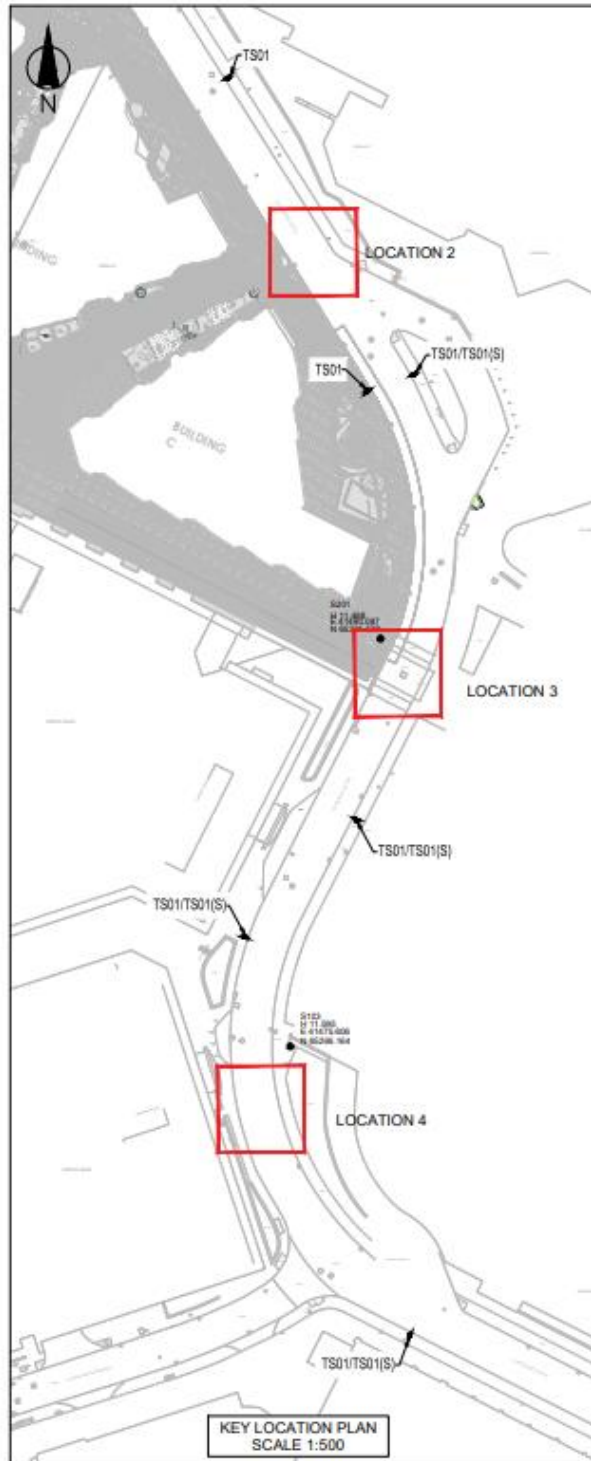 TS01
N
LOCATION 2
TS01/TS01(S)
TS01
BUILDING
C
S201
LOCATION 3
TS01/TS01(S)
TS01/TS01(S)
S103
LOCATION 4
TS01/TS01(S)
KEY LOCATION PLAN
SCALE 1:500